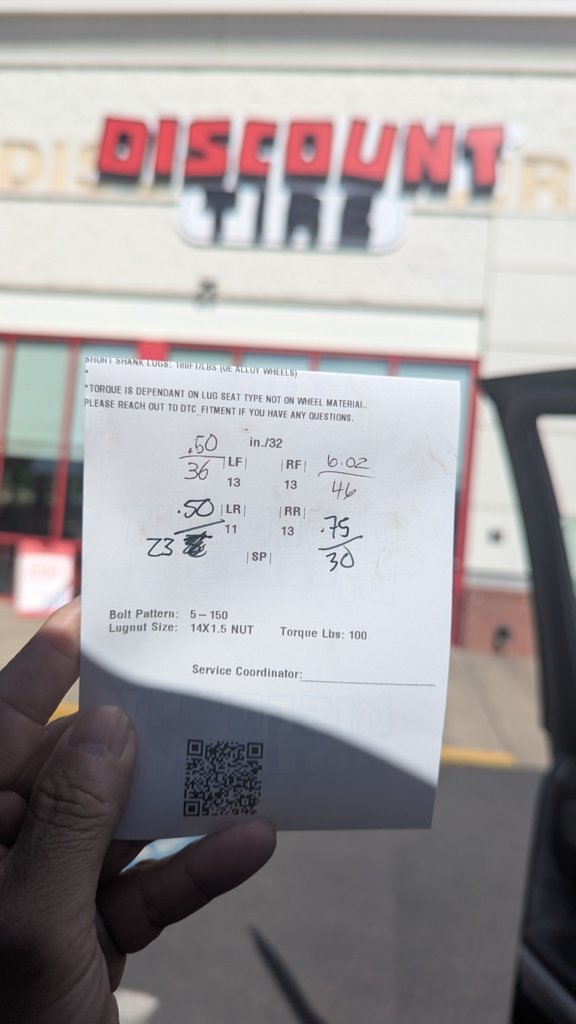 DISCOUNT
TIRE
SHORT SHANK LUGS: 100FT/LBS (OE ALLOY WHEELS)
*
*TORQUE IS DEPENDANT ON LUG SEAT TYPE NOT ON WHEEL MATERIAL.
PLEASE REACH OUT TO DTC_FITMENT IF YOU HAVE ANY QUESTIONS.
in./32
.50 |LF| |RF| 6.02
36 13 13 46
.50 |LR| |RR| .75
23 11 13 30
|SP|
Bolt Pattern: 5-150
Lugnut Size: 14X1.5 NUT Torque Lbs: 100
Service Coordinator: